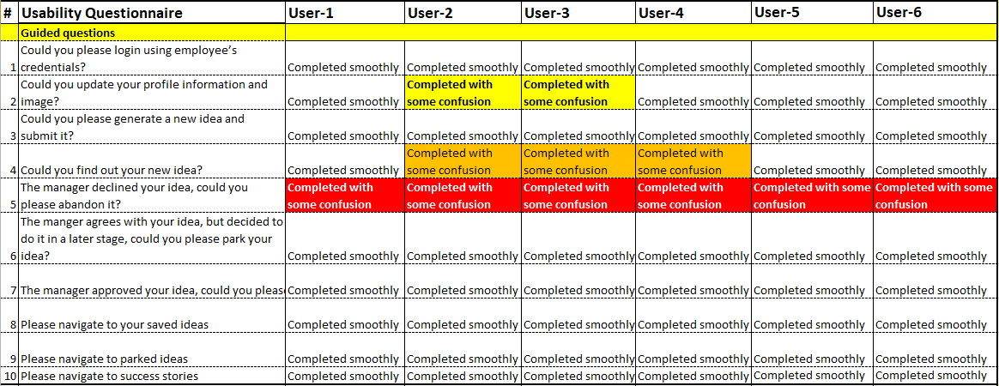 # Usability Questionnaire User-1 User-2 User-3 User-4 User-5 User-6
Guided questions
Could you please login using employee's
1 credentials? Completed smoothly Completed smoothly Completed smoothly Completed smoothly Completed smoothly Completed smoothly
Could you update your profile information and Completed with Completed with
2 image? Completed smoothly some confusion some confusion Completed smoothly Completed smoothly Completed smoothly
Could you please generate a new idea and
3 submit it? Completed smoothly Completed smoothly Completed smoothly Completed smoothly Completed smoothly Completed smoothly
Completed with Completed with Completed with
4 Could you find out your new idea? Completed smoothly some confusion some confusion some confusion Completed smoothly Completed smoothly
The manager declined your idea, could you Completed with Completed with Completed with Completed with Completed with some Completed with some
5 please abandon it? some confusion some confusion some confusion some confusion confusion confusion
The manger agrees with your idea, but decided to
do it in a later stage, could you please park your
6 idea? Completed smoothly Completed smoothly Completed smoothly Completed smoothly Completed smoothly Completed smoothly
7 The manager approved your idea, could you pleas Completed smoothly Completed smoothly Completed smoothly Completed smoothly Completed smoothly Completed smoothly
8 Please navigate to your saved ideas Completed smoothly Completed smoothly Completed smoothly Completed smoothly Completed smoothly Completed smoothly
9 Please navigate to parked ideas Completed smoothly Completed smoothly Completed smoothly Completed smoothly Completed smoothly Completed smoothly
10 Please navigate to success stories Completed smoothly Completed smoothly Completed smoothly Completed smoothly Completed smoothly Completed smoothly